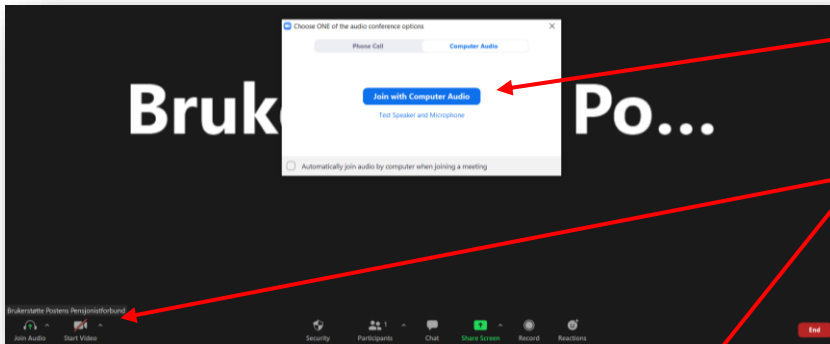 Choose ONE of the audio conference options
Phone Call Computer Audio
Join with Computer Audio
Test Speaker and Microphone
Automatically join audio by computer when joining a meeting
Bruk Po...
Brukerstøtte Postens Pensjonistforbund
1
Join Audio Start Video Security Participants Chat Share Screen Record Reactions End